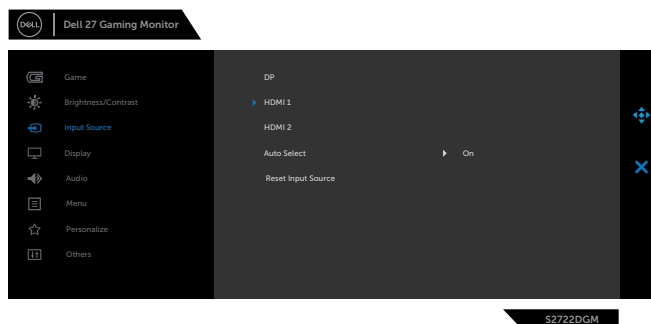 DELL
Dell 27 Gaming Monitor
Game
DP
Brightness/Contrast
HDMI 1
Input Source
HDMI 2
Display
Auto Select On
Audio
Reset Input Source
Menu
Personalize
Others
S2722DGM